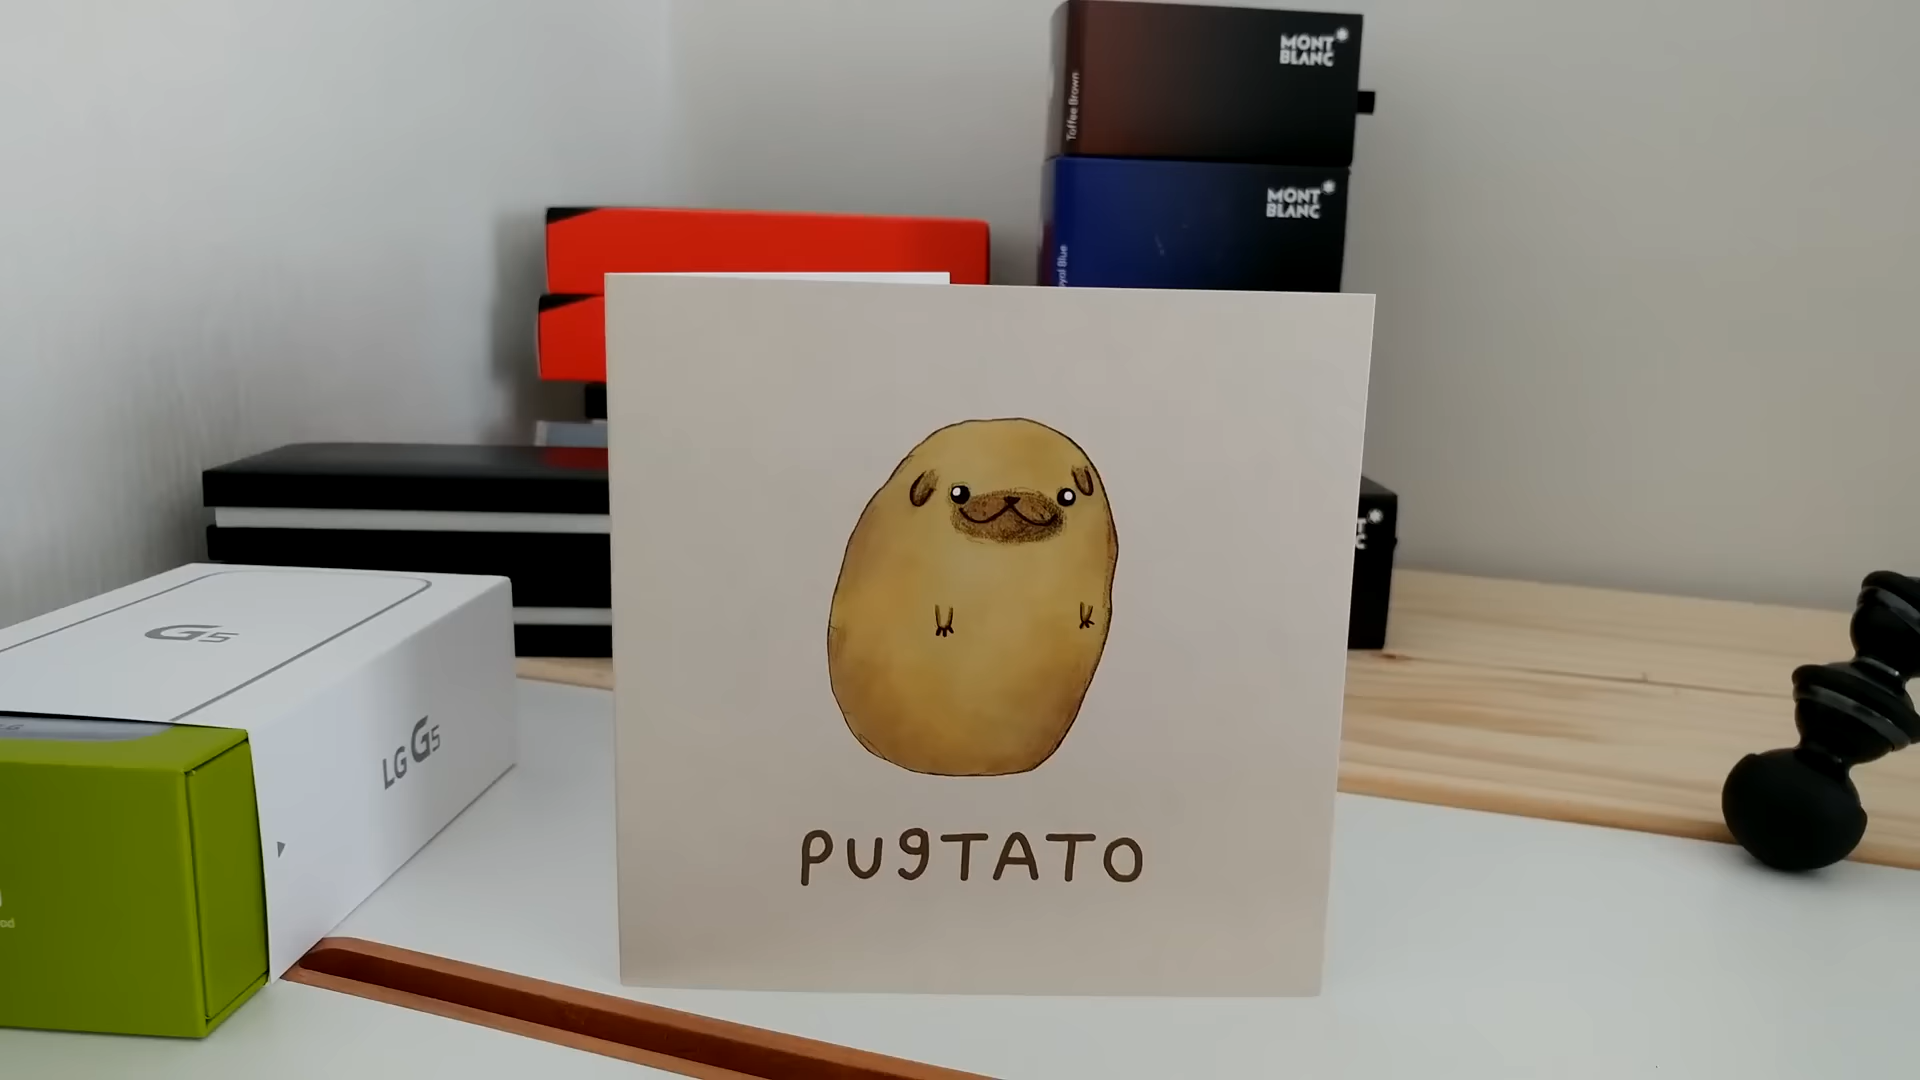 MONT
BLANC
Toffee Brown
MONT
BLANC
G5
LG G5
PUgTATO